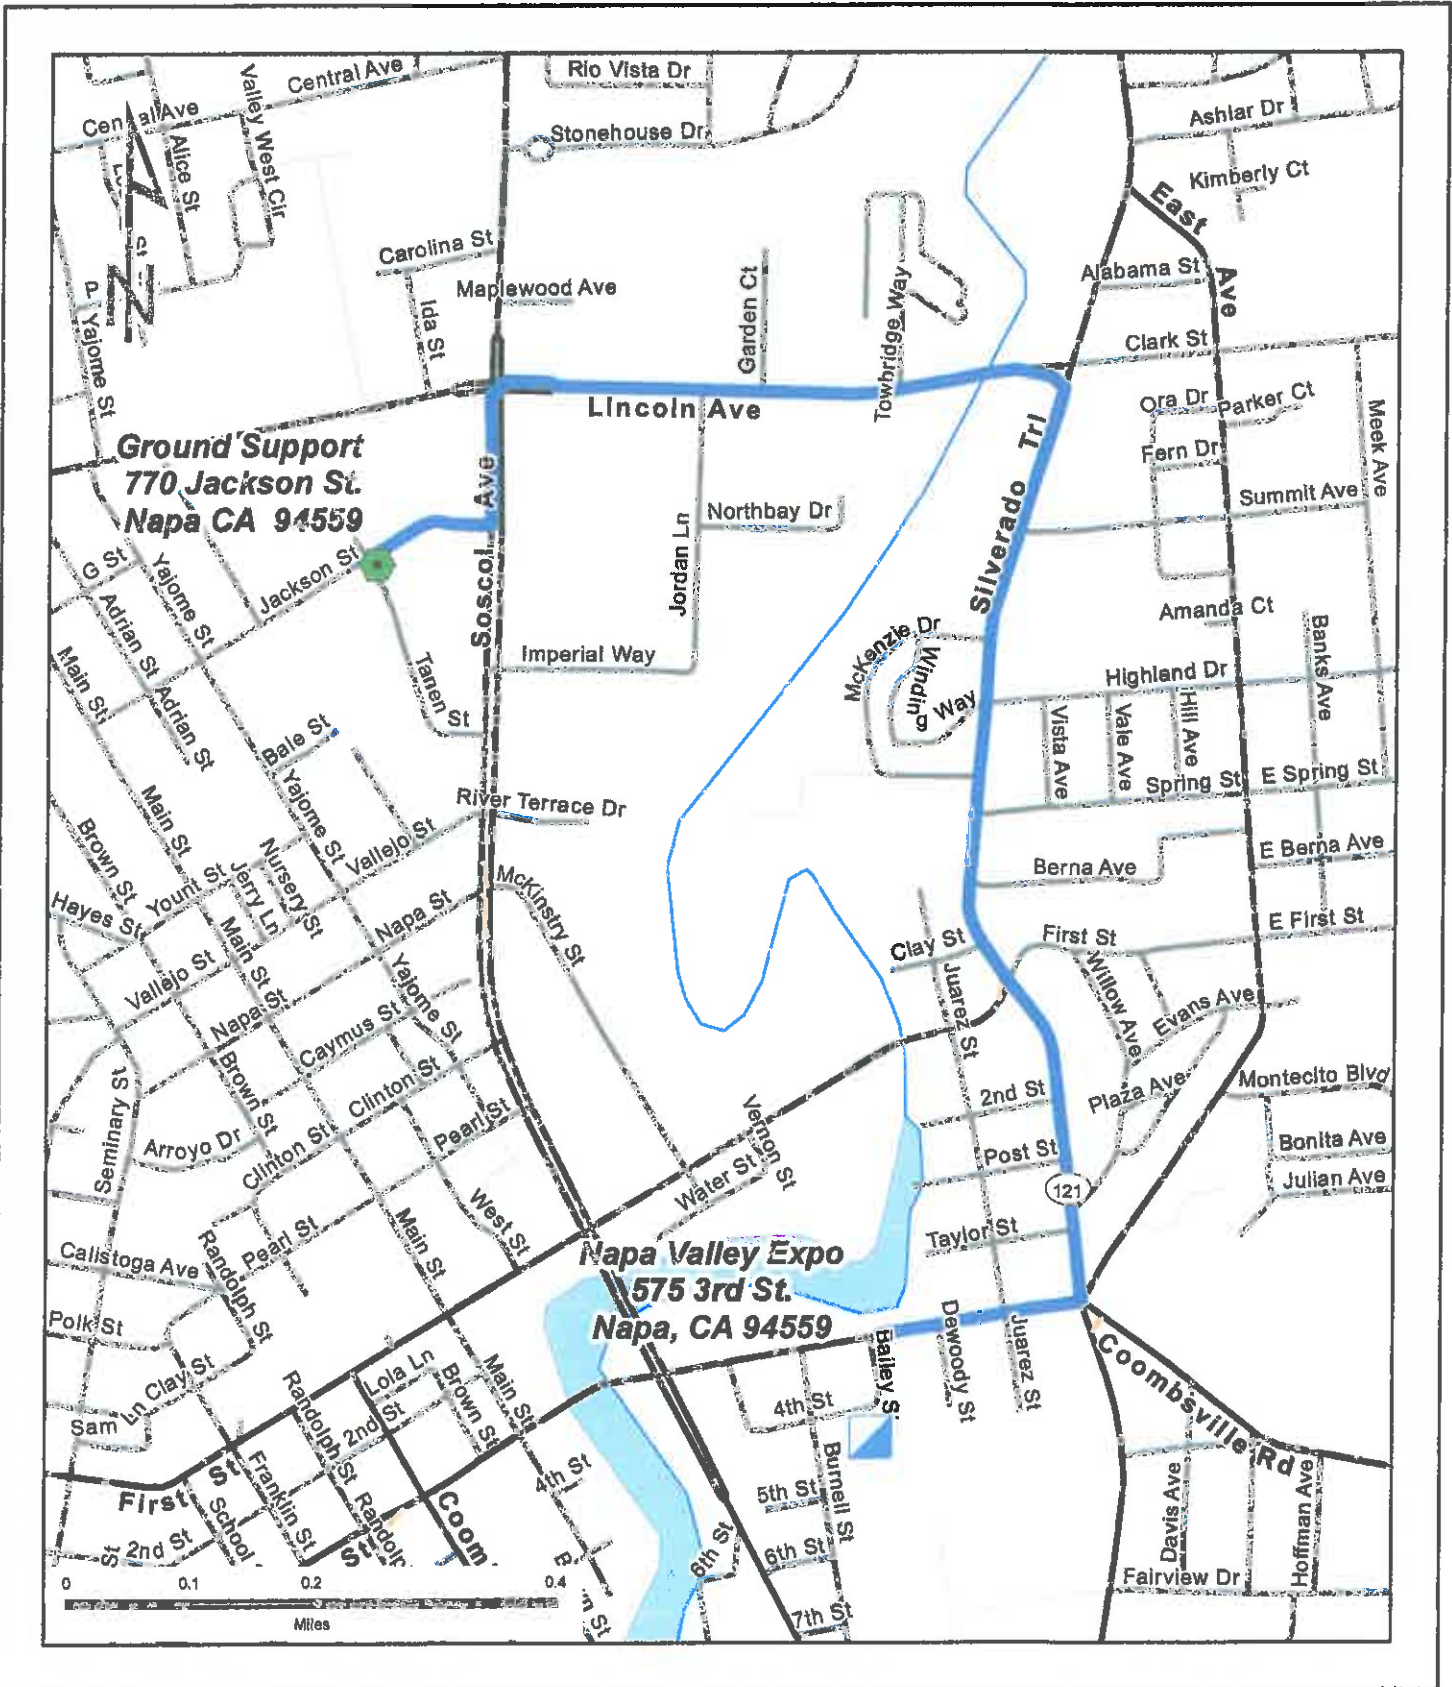 Central Ave
Rio Vista Dr
Central Ave
Valley West Cir
Alice St
Stonehouse Dr
Ashlar Dr
Kimberly Ct
East Ave
Carolina St
Maplewood Ave
Ida St
Garden Ct
Towbridge Way
Alabama St
Clark St
P
N
Yajome St
Lincoln Ave
Ora Dr
Parker Ct
Meek Ave
Ground Support
770 Jackson St.
Napa CA 94559
Fern Dr
Summit Ave
Soscol Ave
Northbay Dr
Jordan Ln
Silverado Trl
G St
Yajome St
Jackson St
Adrian St
Adrian St
Main St
Tanen St
Imperial Way
McKenzie Dr
Winding Way
Amanda Ct
Banks Ave
Highland Dr
Vista Ave
Vale Ave
Hill Ave
Bale St
Spring St
E Spring St
River Terrace Dr
Main St
Yajome St
Vallejo St
Brown St
Nursery St
Jerry Ln
Yount St
Berna Ave
E Berna Ave
Hayes St
McKinstry St
Napa St
Main St
Clay St
First St
E First St
Vallejo St
Napa St
Yajome St
Caymus St
Juarez St
Willow Ave
Evans Ave
Brown St
Clinton St
Seminary St
2nd St
Plaza Ave
Montecito Blvd
Arroyo Dr
Clinton St
Pearl St
Vernon St
Water St
Post St
Bonita Ave
121
Julian Ave
West St
Main St
Pearl St
Randolph St
Calistoga Ave
Taylor St
Napa Valley Expo
575 3rd St.
Napa, CA 94559
Polk St
Bailey S
Dewoody St
Juarez St
Coombsville Rd
Clay St
Lola Ln
Brown St
Main St
Randolph St
2nd St
Sam
Ln
4th St
Burnell St
First St
Franklin St
School
Randolp
St
Coom
4th St
5th St
6th St
6th St
7th St
Davis Ave
Hoffman Ave
Fairview Dr
2nd St
St
0 0.1 0.2 0.4
Miles